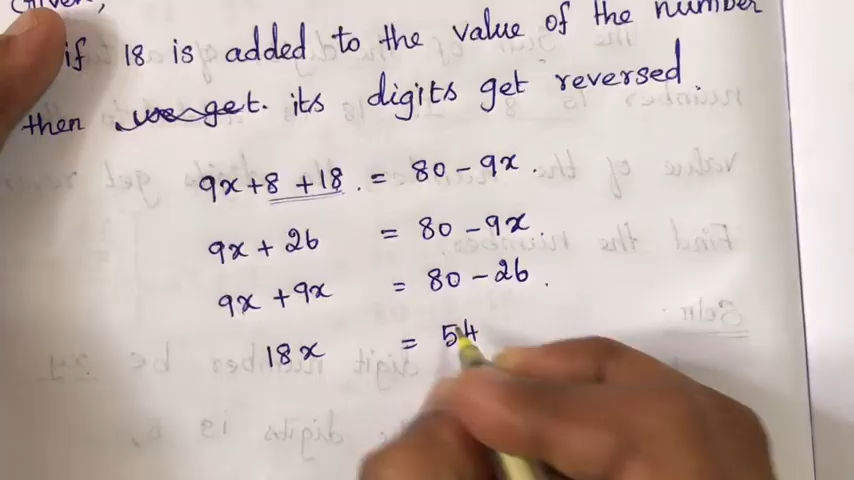 Given,
if 18 is added to the value of the number
then we get. its digits get reversed.
9x+8 +18 . = 80 - 9x .
9x + 26 = 80 - 9x .
9x + 9x = 80 - 26 .
18x = 54